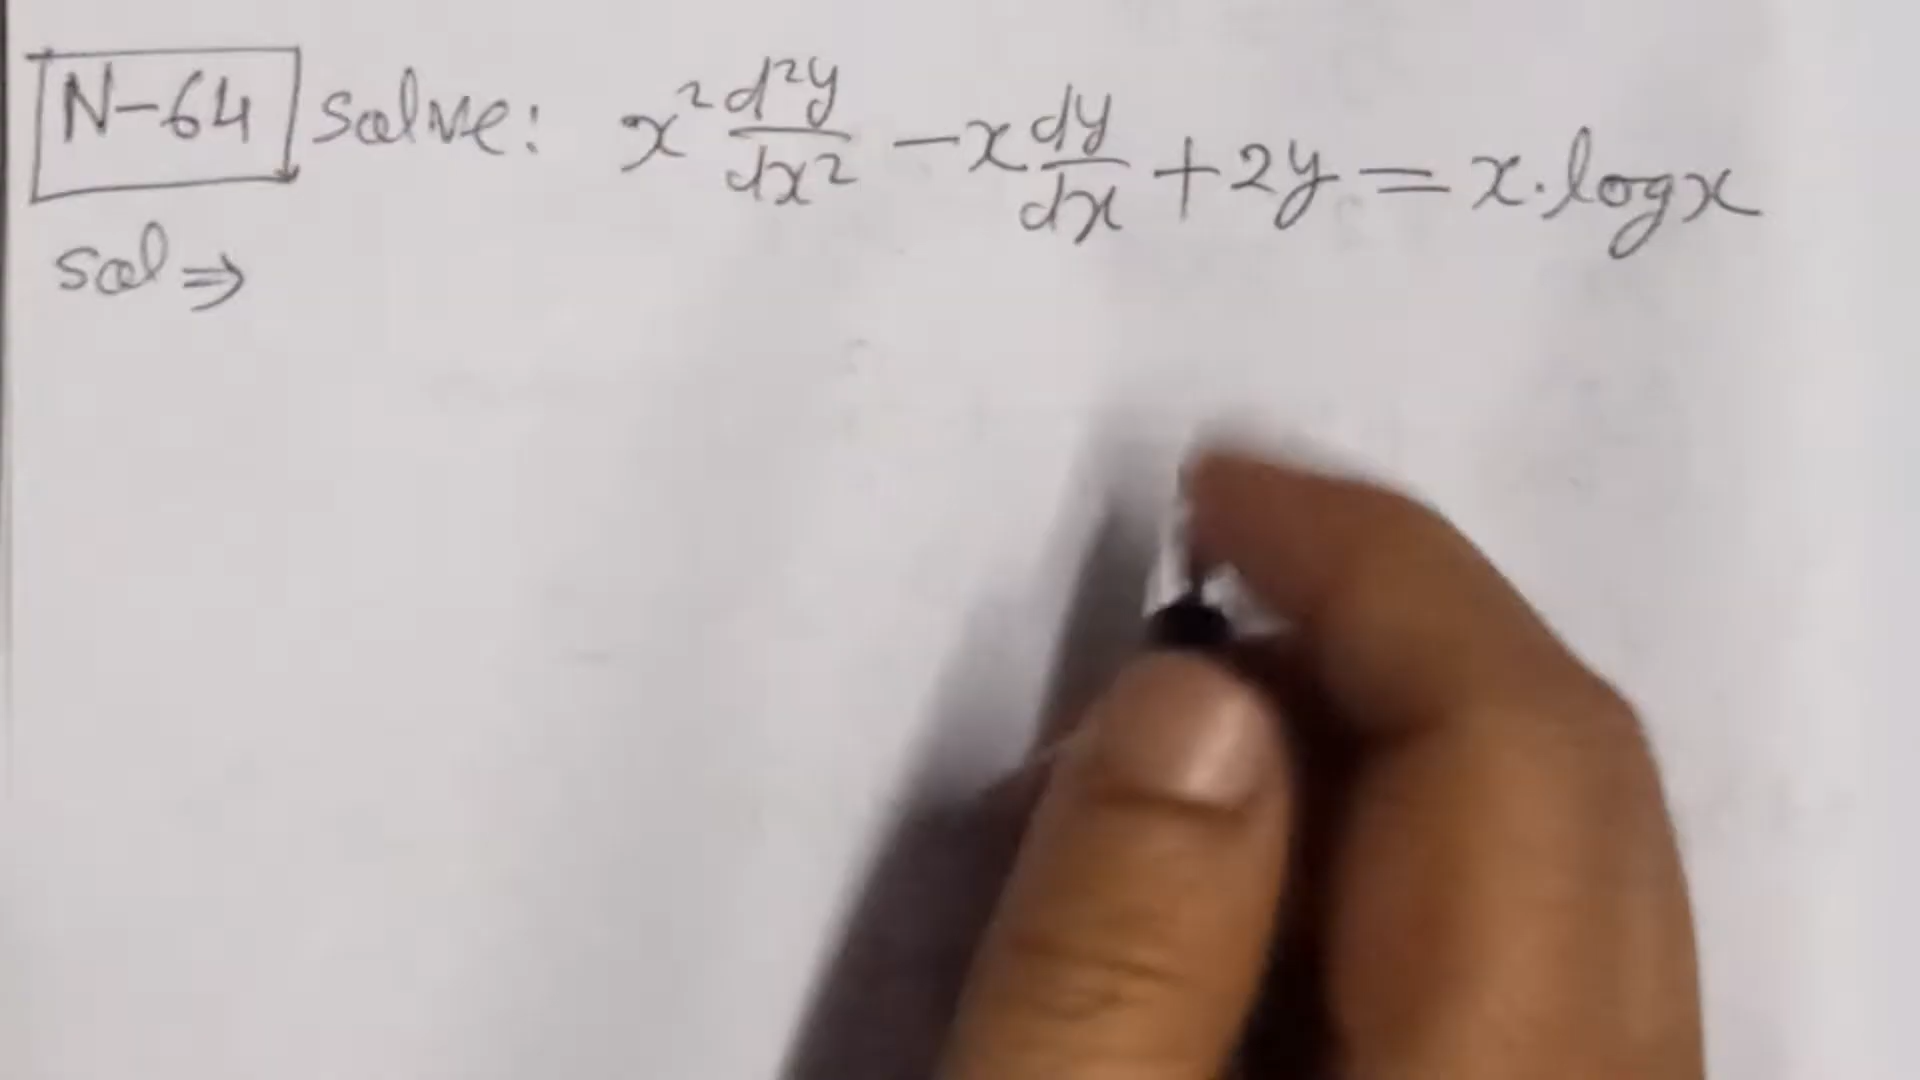 N-64 Solve: x² d²y/dx² - x dy/dx + 2y = x.logx
Sol ⇒